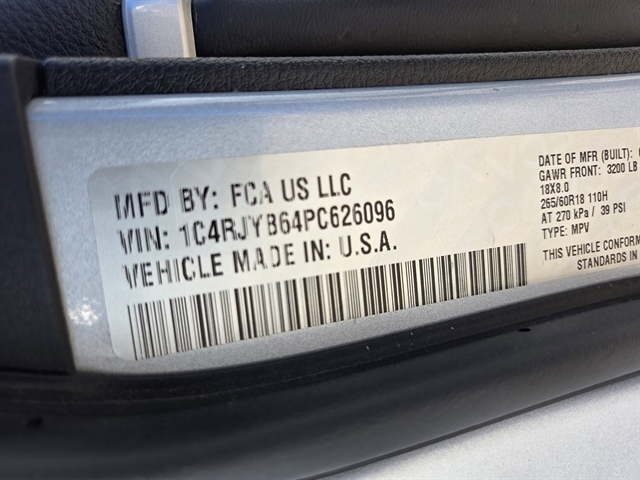 MFD BY: FCA US LLC
VIN: 1C4RJYB64PC626096
VEHICLE MADE IN: U.S.A.
DATE OF MFR (BUILT):
GAWR FRONT: 3200 LB
18X8.0
265/60R18 110H
AT 270 kPa / 39 PSI
TYPE: MPV
THIS VEHICLE CONFORM
STANDARDS IN